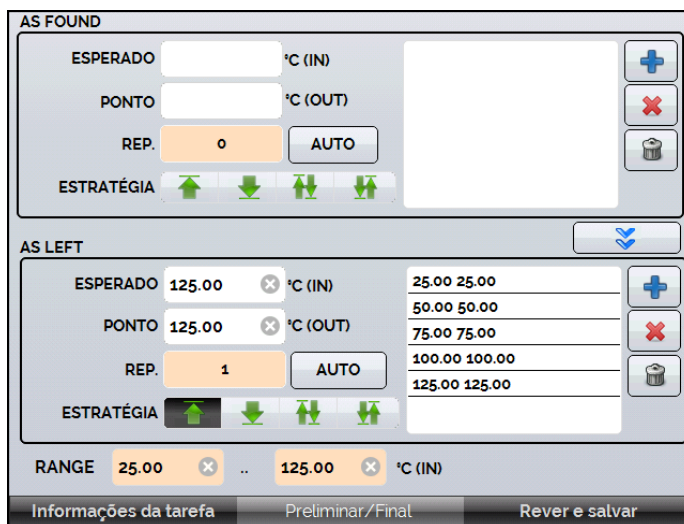 AS FOUND
ESPERADO °C (IN)
PONTO °C (OUT)
REP. 0 AUTO
ESTRATÉGIA
AS LEFT
ESPERADO 125.00 °C (IN)
PONTO 125.00 °C (OUT)
REP. 1 AUTO
ESTRATÉGIA
25.00 25.00
50.00 50.00
75.00 75.00
100.00 100.00
125.00 125.00
RANGE 25.00 .. 125.00 °C (IN)
Informações da tarefa Preliminar/Final Rever e salvar